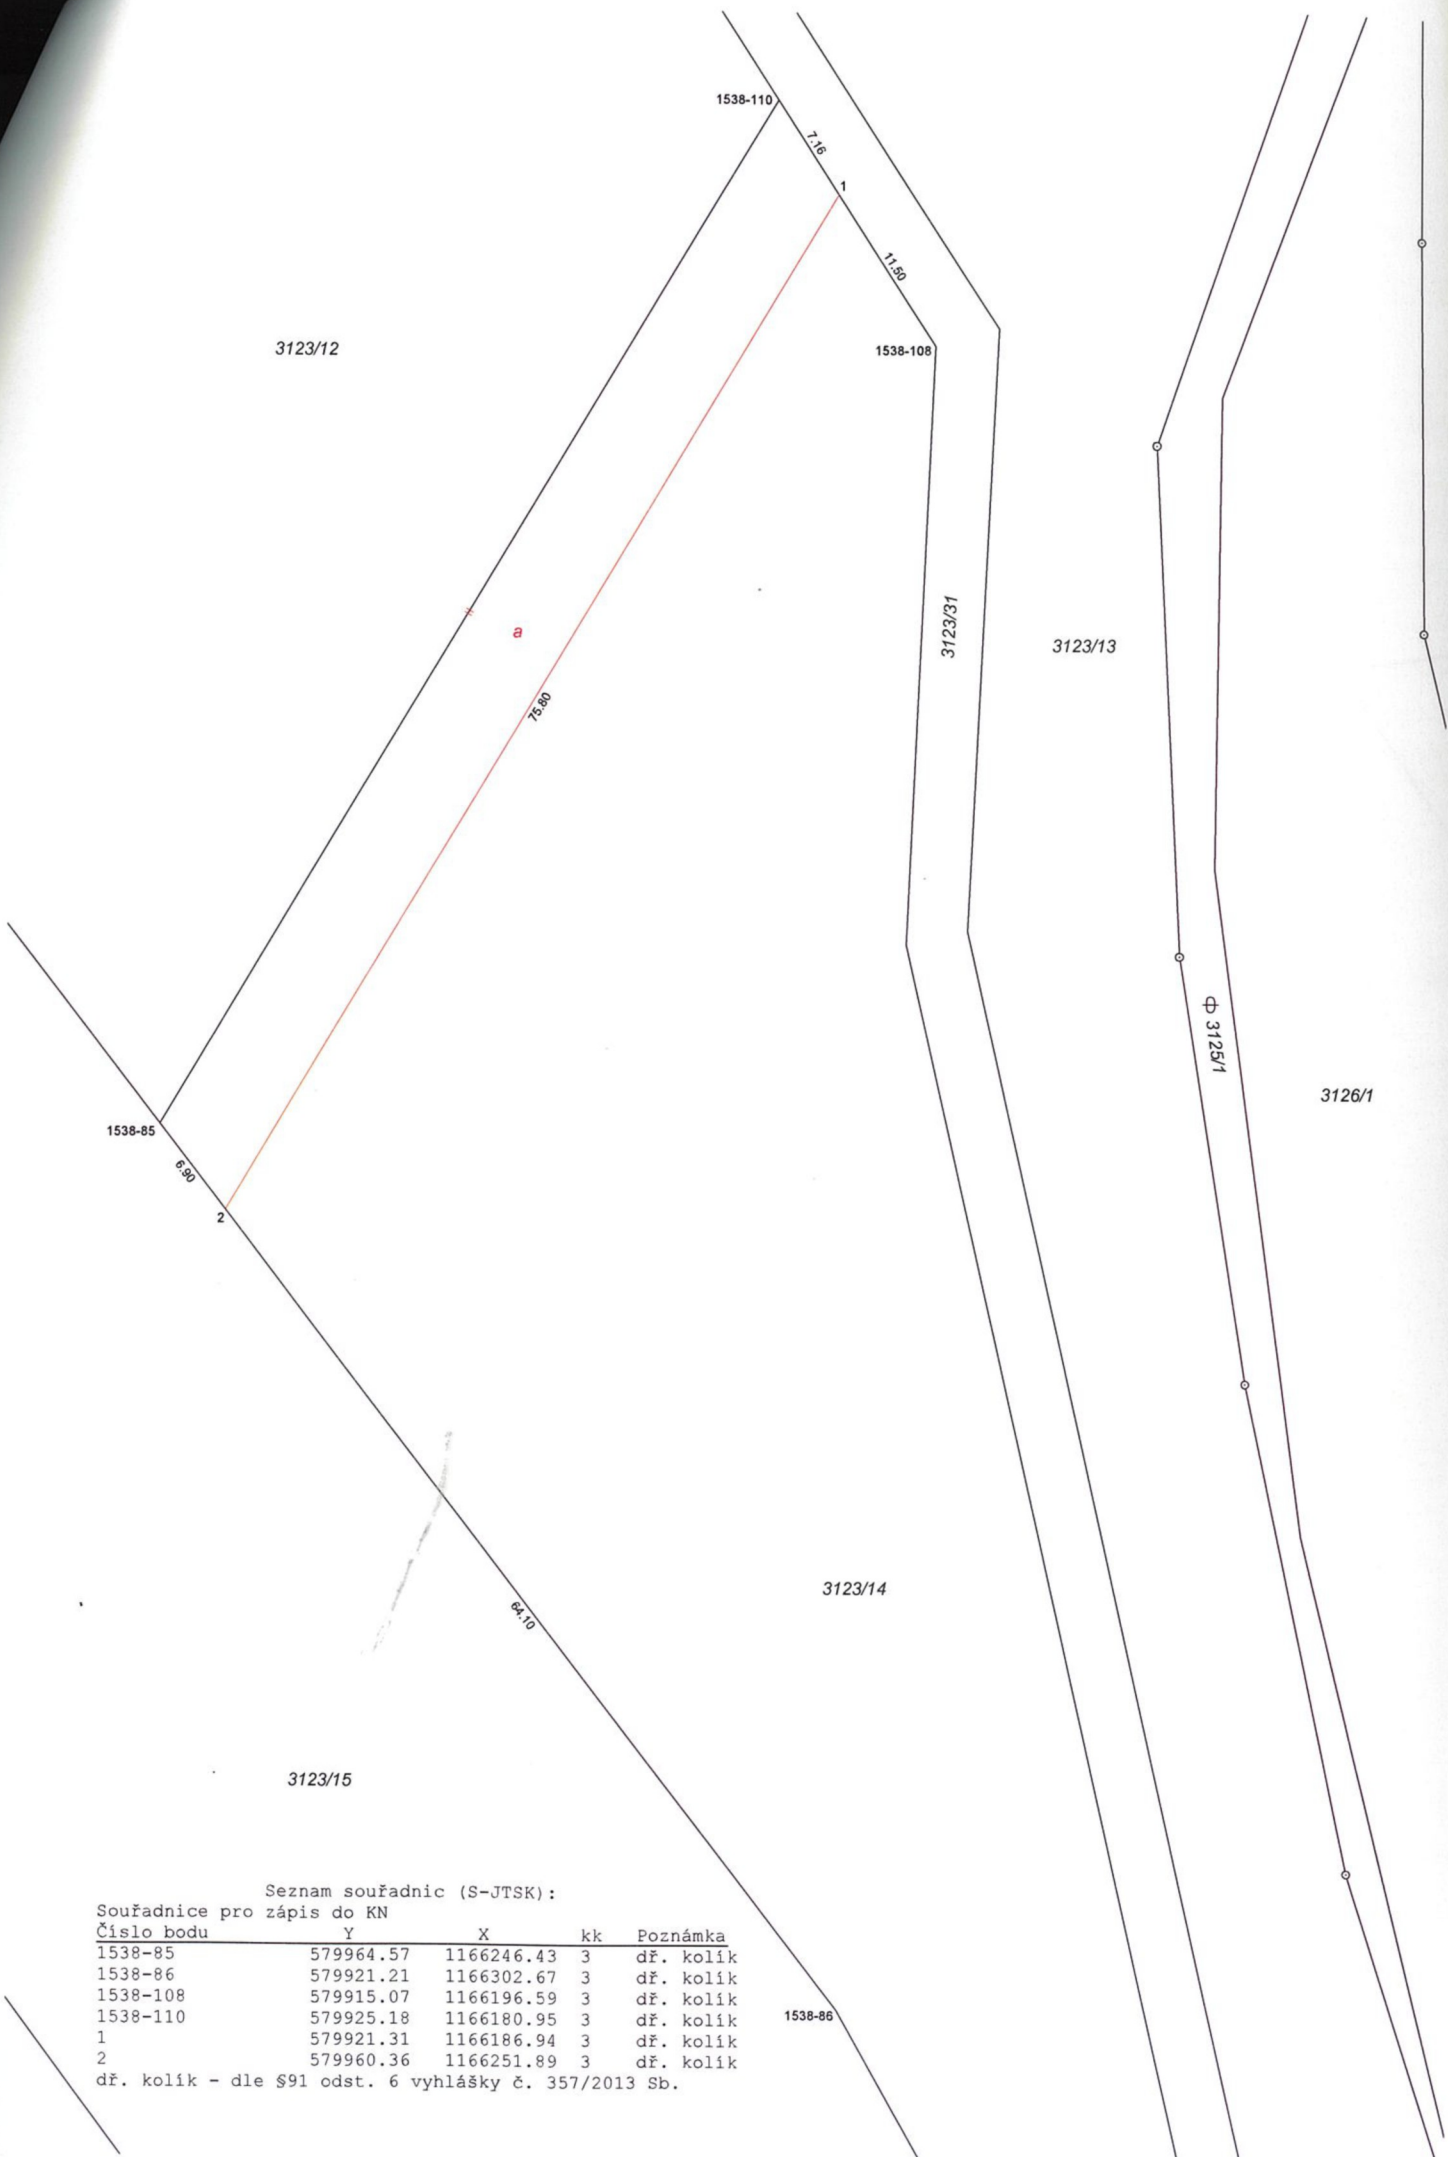 1538-110
7.16
1
11.50
3123/12
1538-108
3123/31
a
3123/13
75.80
3125/1
3126/1
1538-85
6.90
2
3123/14
64.10
3123/15
Seznam souřadnic (S-JTSK):
Souřadnice pro zápis do KN
Číslo bodu Y X kk Poznámka
1538-85 579964.57 1166246.43 3 dř. kolík
1538-86 579921.21 1166302.67 3 dř. kolík
1538-108 579915.07 1166196.59 3 dř. kolík
1538-110 579925.18 1166180.95 3 dř. kolík
1 579921.31 1166186.94 3 dř. kolík
2 579960.36 1166251.89 3 dř. kolík
dř. kolík - dle §91 odst. 6 vyhlášky č. 357/2013 Sb.
1538-86